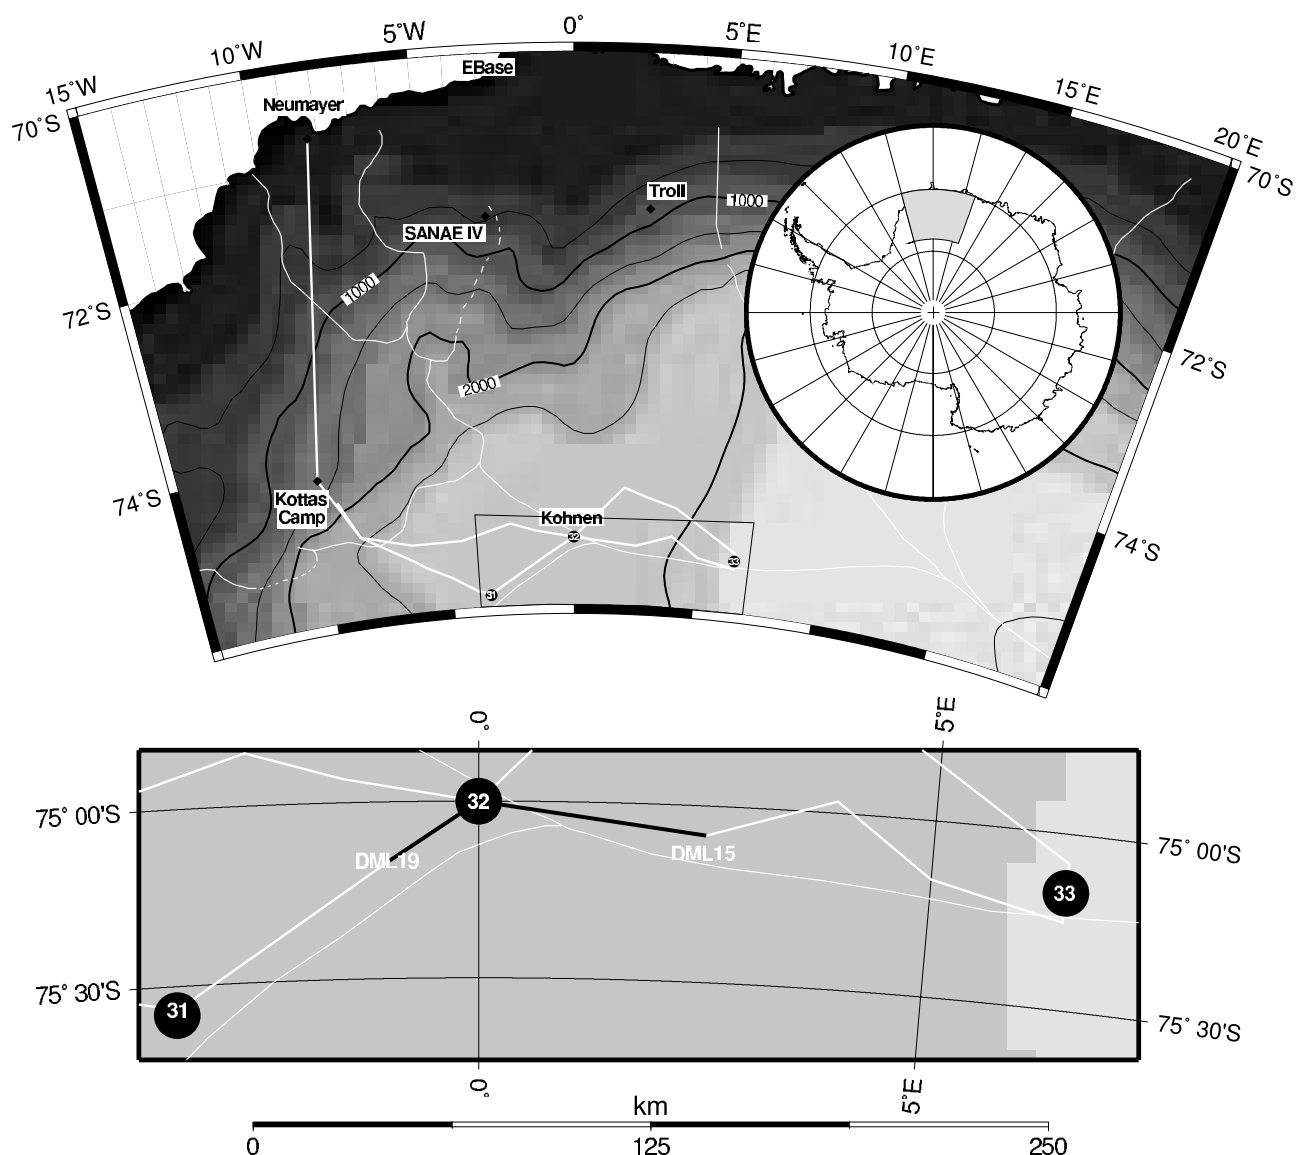 0˚
5˚W
5˚E
10˚W
10˚E
15˚W
15˚E
20˚E
70˚S
70˚S
EBase
Neumayer
Troll
1000
SANAE IV
1000
72˚S
72˚S
2000
74˚S
74˚S
Kottas
Camp
Kohnen
32
33
31
0˚
5˚E
75˚ 00'S
32
75˚ 00'S
DML19
DML15
33
75˚ 30'S
31
75˚ 30'S
0˚
5˚E
km
0
125
250